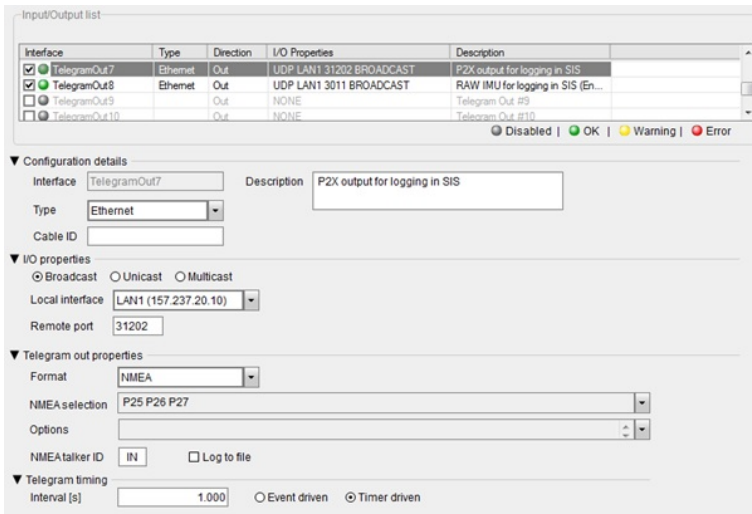 Input/Output list
Interface Type Direction I/O Properties Description
TelegramOut7 Ethernet Out UDP LAN1 31202 BROADCAST P2X output for logging in SIS
TelegramOut8 Ethernet Out UDP LAN1 3011 BROADCAST RAW IMU for logging in SIS (En...
TelegramOut9 Out NONE Telegram Out #9
TelegramOut10 Out NONE Telegram Out #10
Disabled | OK | Warning | Error
Configuration details
Interface TelegramOut7 Description P2X output for logging in SIS
Type Ethernet
Cable ID
I/O properties
Broadcast Unicast Multicast
Local interface LAN1 (157.237.20.10)
Remote port 31202
Telegram out properties
Format NMEA
NMEA selection P25 P26 P27
Options
NMEA talker ID IN Log to file
Telegram timing
Interval [s] 1.000 Event driven Timer driven